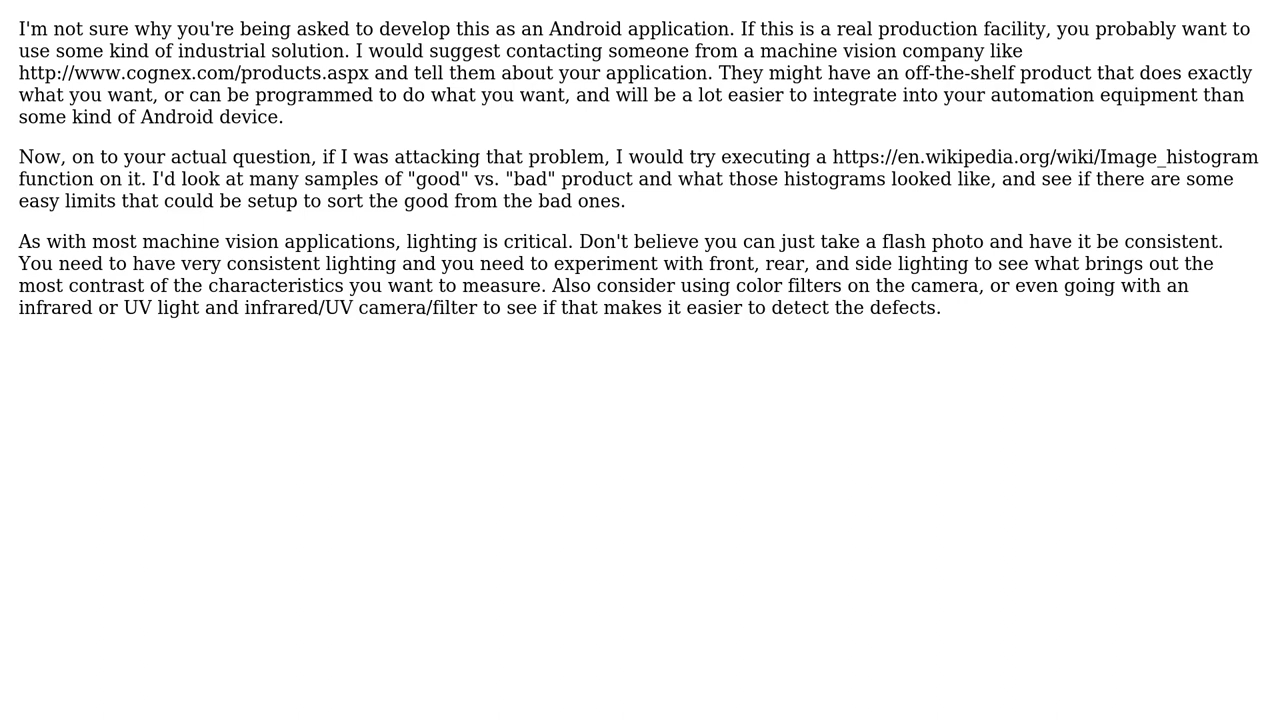 I'm not sure why you're being asked to develop this as an Android application. If this is a real production facility, you probably want to
use some kind of industrial solution. I would suggest contacting someone from a machine vision company like
http://www.cognex.com/products.aspx and tell them about your application. They might have an off-the-shelf product that does exactly
what you want, or can be programmed to do what you want, and will be a lot easier to integrate into your automation equipment than
some kind of Android device.
Now, on to your actual question, if I was attacking that problem, I would try executing a https://en.wikipedia.org/wiki/Image_histogram
function on it. I'd look at many samples of "good" vs. "bad" product and what those histograms looked like, and see if there are some
easy limits that could be setup to sort the good from the bad ones.
As with most machine vision applications, lighting is critical. Don't believe you can just take a flash photo and have it be consistent.
You need to have very consistent lighting and you need to experiment with front, rear, and side lighting to see what brings out the
most contrast of the characteristics you want to measure. Also consider using color filters on the camera, or even going with an
infrared or UV light and infrared/UV camera/filter to see if that makes it easier to detect the defects.